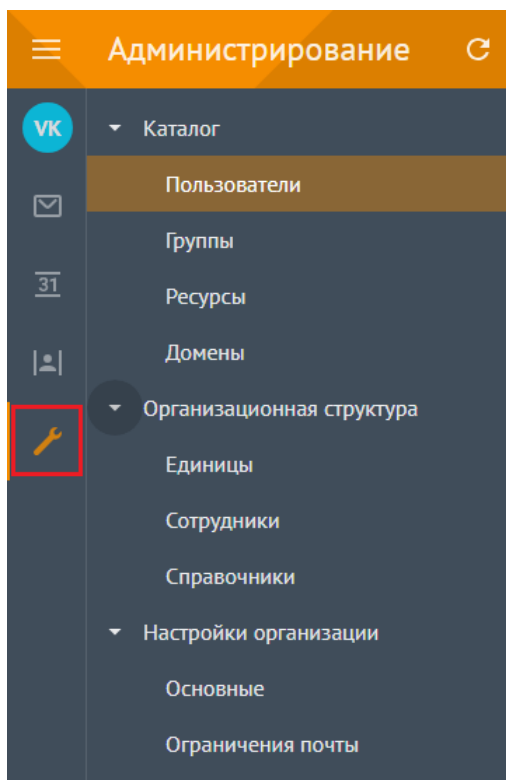 Администрирование
VK
Каталог
Пользователи
Группы
31
Ресурсы
Домены
Организационная структура
Единицы
Сотрудники
Справочники
Настройки организации
Основные
Ограничения почты